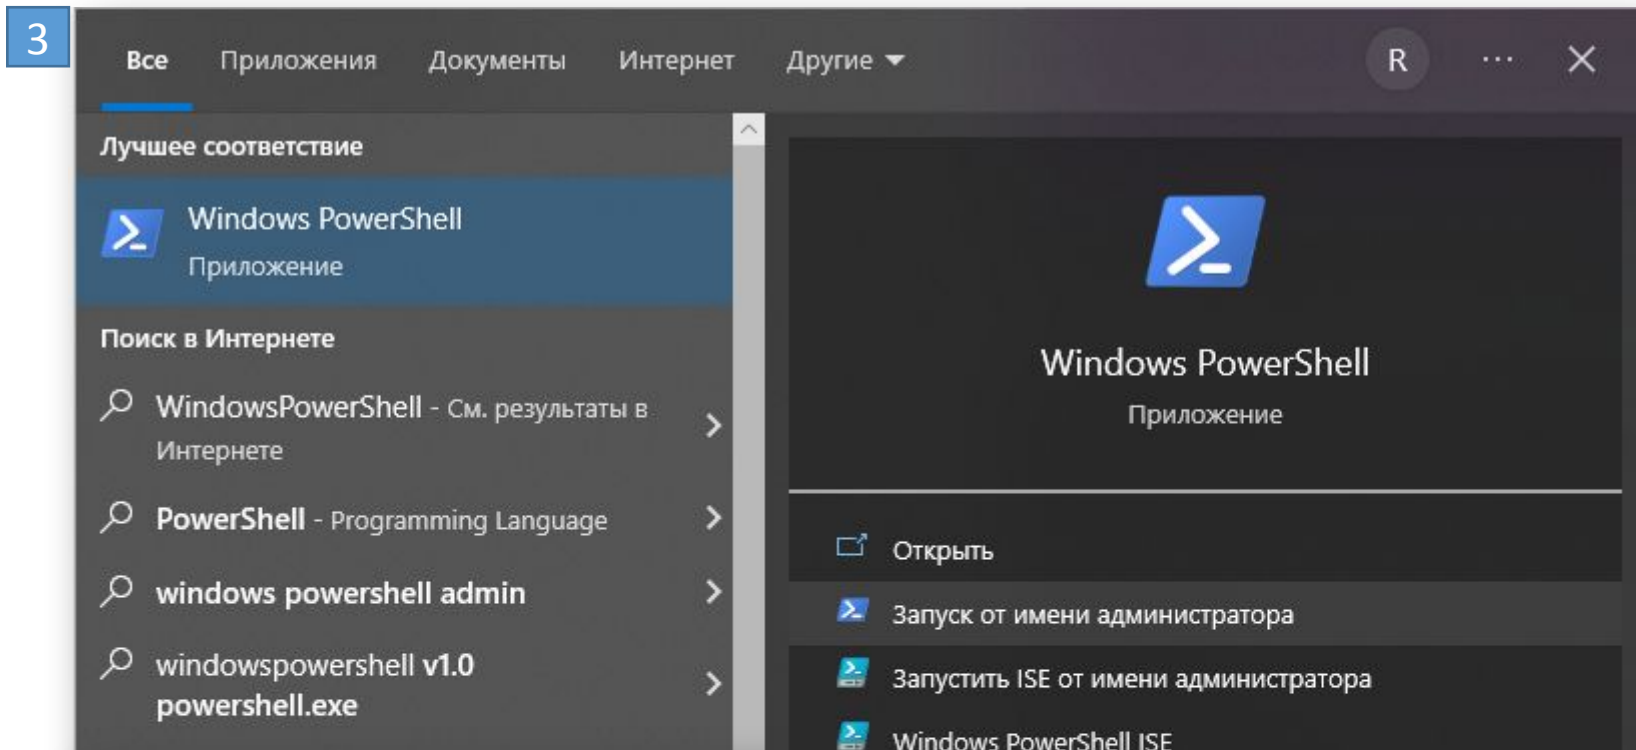 3
Все Приложения Документы Интернет Другие R ...
Лучшее соответствие
Windows PowerShell
Приложение
Поиск в Интернете
WindowsPowerShell - См. результаты в
Интернете
PowerShell - Programming Language
windows powershell admin
windowspowershell v1.0
powershell.exe
Windows PowerShell
Приложение
Открыть
Запуск от имени администратора
Запустить ISE от имени администратора
Windows PowerShell ISE